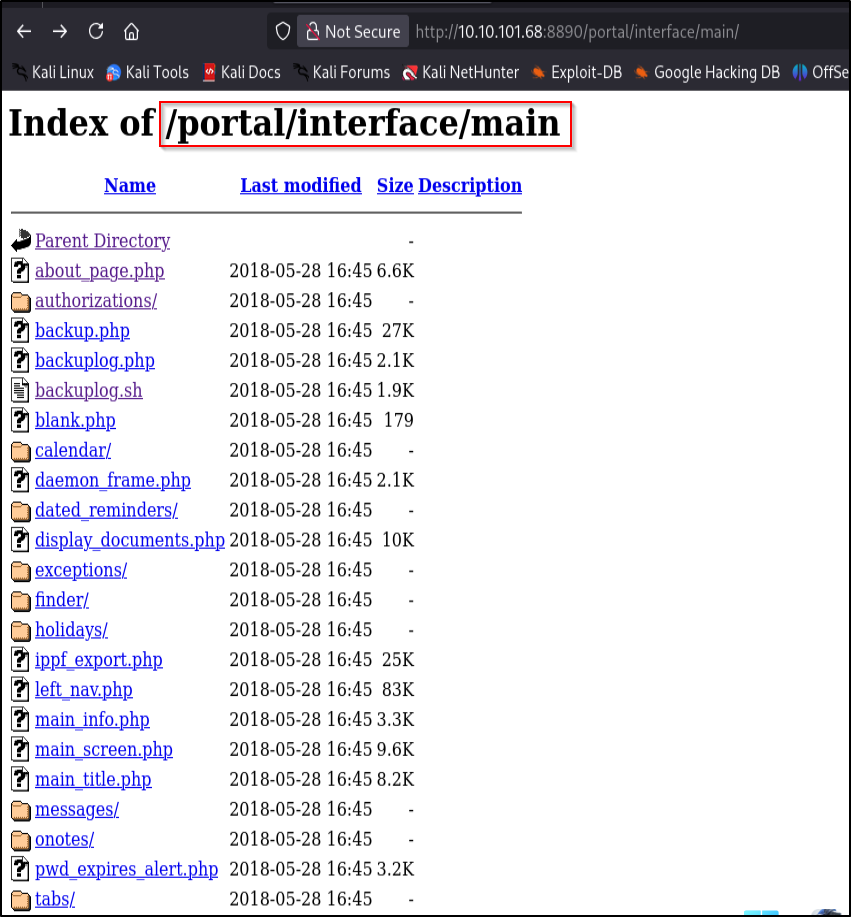 Not Secure http://10.10.101.68:8890/portal/interface/main/
Kali Linux Kali Tools Kali Docs Kali Forums Kali NetHunter Exploit-DB Google Hacking DB OffSe
Index of /portal/interface/main
Name Last modified Size Description
Parent Directory -
about_page.php 2018-05-28 16:45 6.6K
authorizations/ 2018-05-28 16:45 -
backup.php 2018-05-28 16:45 27K
backuplog.php 2018-05-28 16:45 2.1K
backuplog.sh 2018-05-28 16:45 1.9K
blank.php 2018-05-28 16:45 179
calendar/ 2018-05-28 16:45 -
daemon_frame.php 2018-05-28 16:45 2.1K
dated_reminders/ 2018-05-28 16:45 -
display_documents.php 2018-05-28 16:45 10K
exceptions/ 2018-05-28 16:45 -
finder/ 2018-05-28 16:45 -
holidays/ 2018-05-28 16:45 -
ippf_export.php 2018-05-28 16:45 25K
left_nav.php 2018-05-28 16:45 83K
main_info.php 2018-05-28 16:45 3.3K
main_screen.php 2018-05-28 16:45 9.6K
main_title.php 2018-05-28 16:45 8.2K
messages/ 2018-05-28 16:45 -
onotes/ 2018-05-28 16:45 -
pwd_expires_alert.php 2018-05-28 16:45 3.2K
tabs/ 2018-05-28 16:45 -